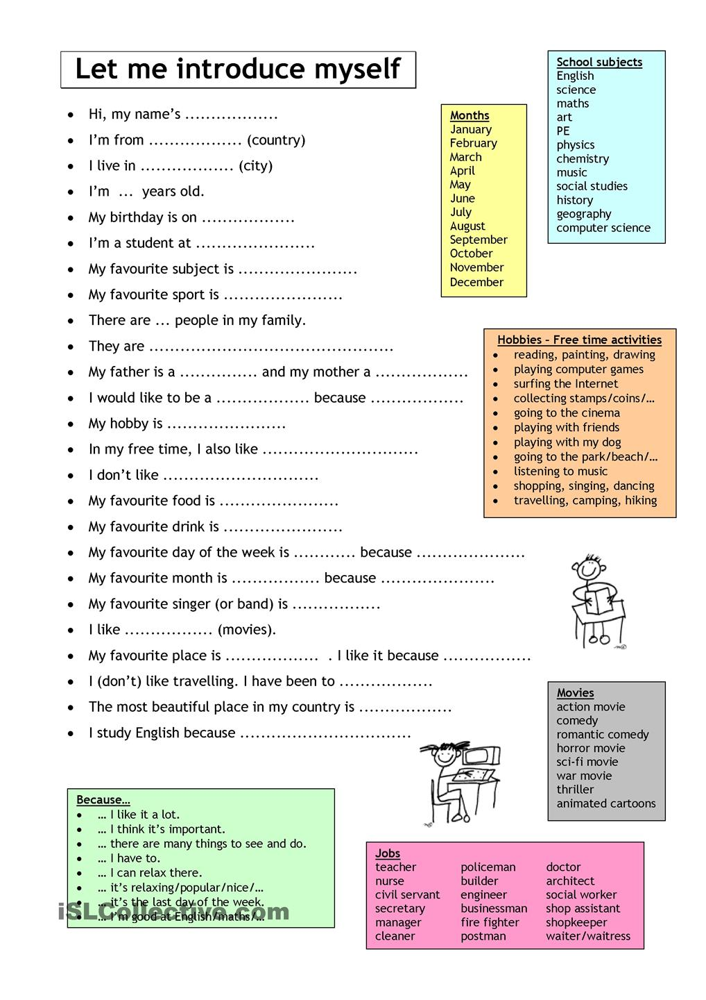 Let me introduce myself
• Hi, my name’s ..................
• I’m from .................. (country)
• I live in .................. (city)
• I’m ... years old.
• My birthday is on ..................
• I’m a student at .......................
• My favourite subject is .......................
• My favourite sport is .......................
• There are ... people in my family.
• They are ...............................................
• My father is a ............... and my mother a ..................
• I would like to be a .................. because ..................
• My hobby is .......................
• In my free time, I also like ..............................
• I don’t like ..............................
• My favourite food is .......................
• My favourite drink is .......................
• My favourite day of the week is ............ because .....................
• My favourite month is ................. because ......................
• My favourite singer (or band) is .................
• I like ................. (movies).
• My favourite place is .................. . I like it because .................
• I (don’t) like travelling. I have been to ..................
• The most beautiful place in my country is ..................
• I study English because .................................
Months
January
February
March
April
May
June
July
August
September
October
November
December
School subjects
English
science
maths
art
PE
physics
chemistry
music
social studies
history
geography
computer science
Hobbies – Free time activities
• reading, painting, drawing
• playing computer games
• surfing the Internet
• collecting stamps/coins/…
• going to the cinema
• playing with friends
• playing with my dog
• going to the park/beach/…
• listening to music
• shopping, singing, dancing
• travelling, camping, hiking
Movies
action movie
comedy
romantic comedy
horror movie
sci-fi movie
war movie
thriller
animated cartoons
Because…
• … I like it a lot.
• … I think it’s important.
• … there are many things to see and do.
• … I have to.
• … I can relax there.
• … it’s relaxing/popular/nice/…
• … it’s the last day of the week.
• … I’m good at English/maths/…
iSLCollective.com
Jobs
teacher policeman doctor
nurse builder architect
civil servant engineer social worker
secretary businessman shop assistant
manager fire fighter shopkeeper
cleaner postman waiter/waitress